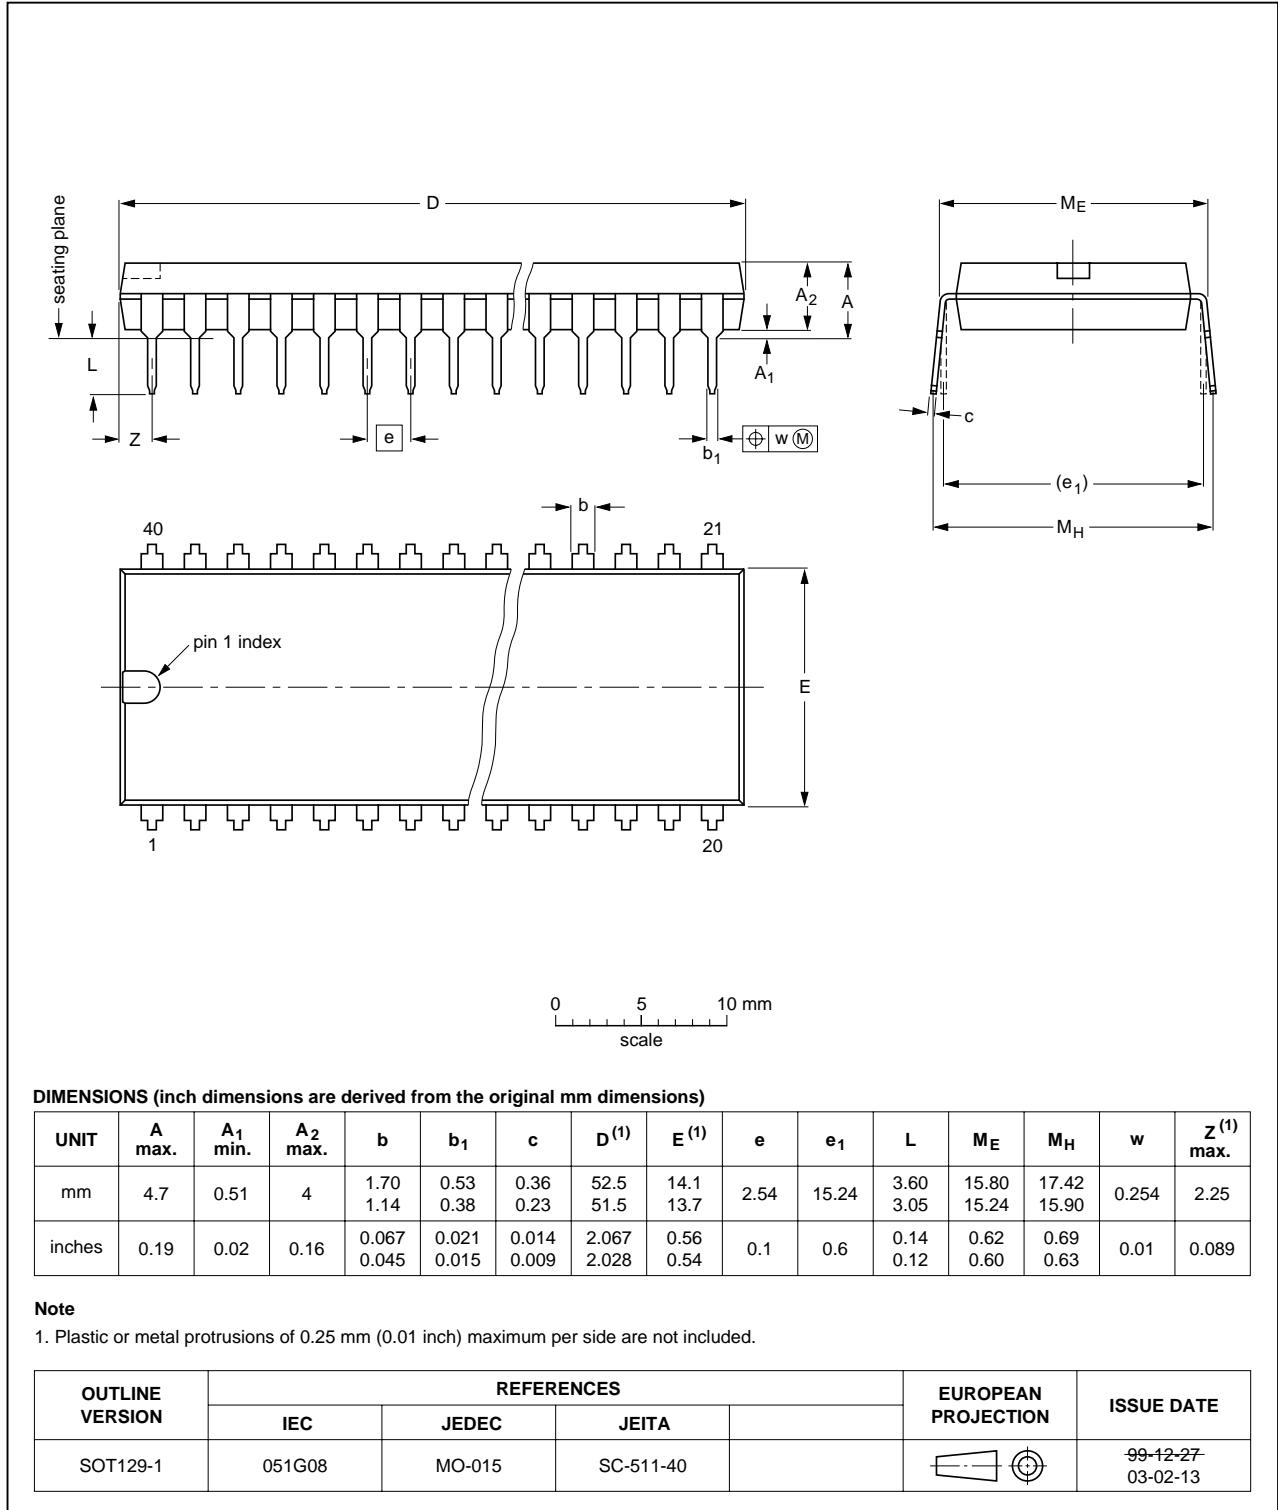 seating plane
D
M_E
A_2
A
L
A_1
Z
e
b_1
w Ⓜ
c
(e_1)
M_H
b
40
21
pin 1 index
E
1
20
0 5 10 mm
scale
DIMENSIONS (inch dimensions are derived from the original mm dimensions)
UNIT A max. A1 min. A2 max. b b1 c D(1) E(1) e e1 L ME MH w Z(1) max.
mm 4.7 0.51 4 1.70 1.14 0.53 0.38 0.36 0.23 52.5 51.5 14.1 13.7 2.54 15.24 3.60 3.05 15.80 15.24 17.42 15.90 0.254 2.25
inches 0.19 0.02 0.16 0.067 0.045 0.021 0.015 0.014 0.009 2.067 2.028 0.56 0.54 0.1 0.6 0.14 0.12 0.62 0.60 0.69 0.63 0.01 0.089
Note
1. Plastic or metal protrusions of 0.25 mm (0.01 inch) maximum per side are not included.
OUTLINE VERSION REFERENCES EUROPEAN PROJECTION ISSUE DATE
IEC JEDEC JEITA
SOT129-1 051G08 MO-015 SC-511-40 99-12-27
03-02-13